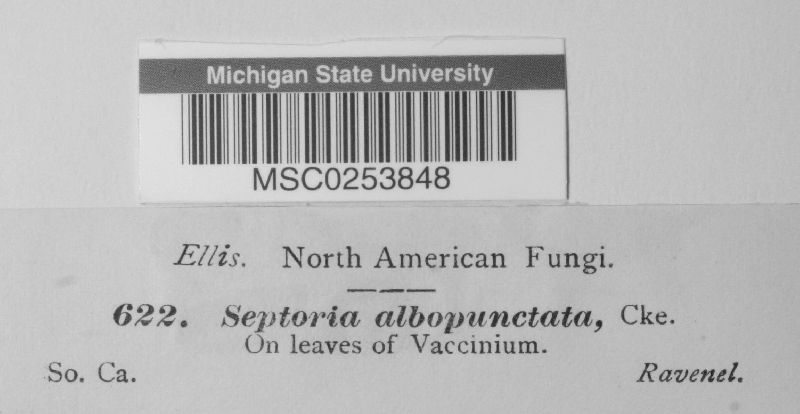 Michigan State University
MSC0253848
Ellis. North American Fungi.
622. Septoria albopunctata, Cke.
On leaves of Vaccinium.
So. Ca. Ravenel.